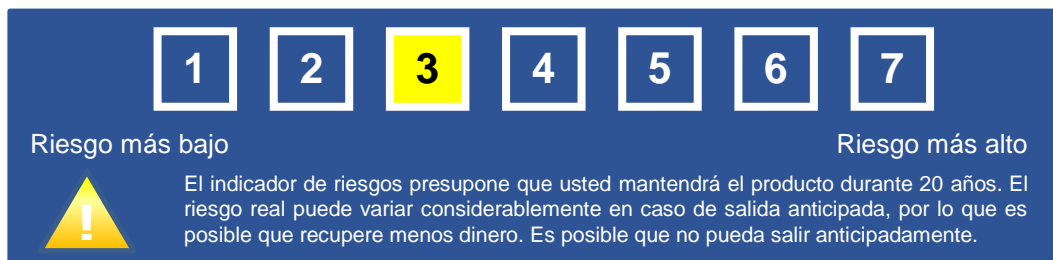 1 2 3 4 5 6 7
Riesgo más bajo Riesgo más alto
El indicador de riesgos presupone que usted mantendrá el producto durante 20 años. El
riesgo real puede variar considerablemente en caso de salida anticipada, por lo que es
posible que recupere menos dinero. Es posible que no pueda salir anticipadamente.
!